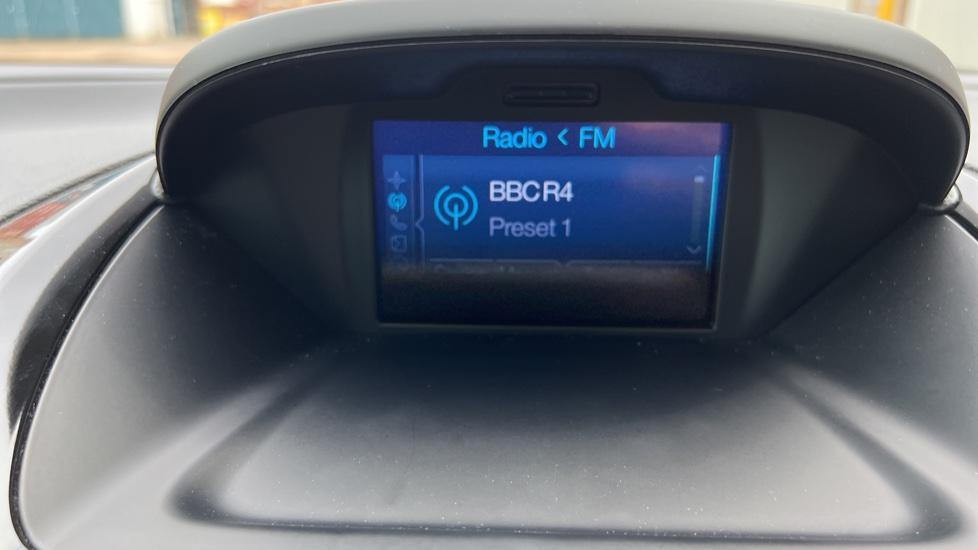 Radio < FM
BBC R4
Preset 1